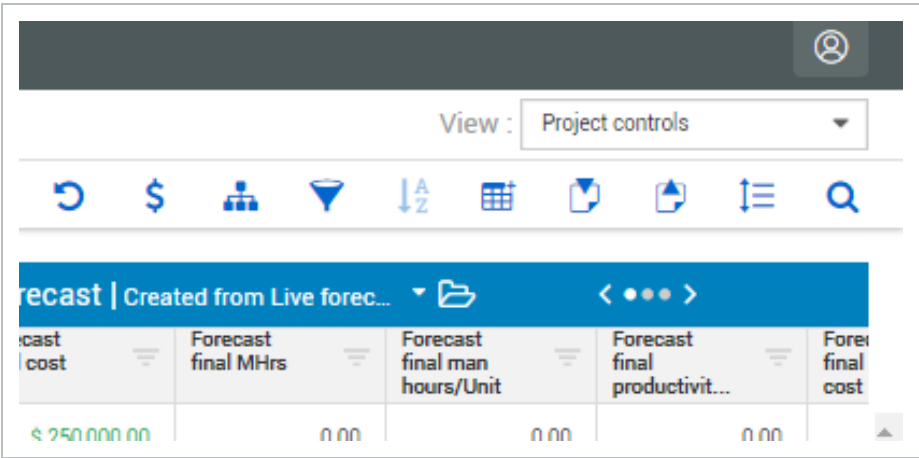 View : Project controls
recast | Created from Live forec...
ecast Forecast Forecast Forecast Fore
cost final MHrs final man final final
hours/Unit productivit... cost
$ 250,000.00 0.00 0.00 0.00